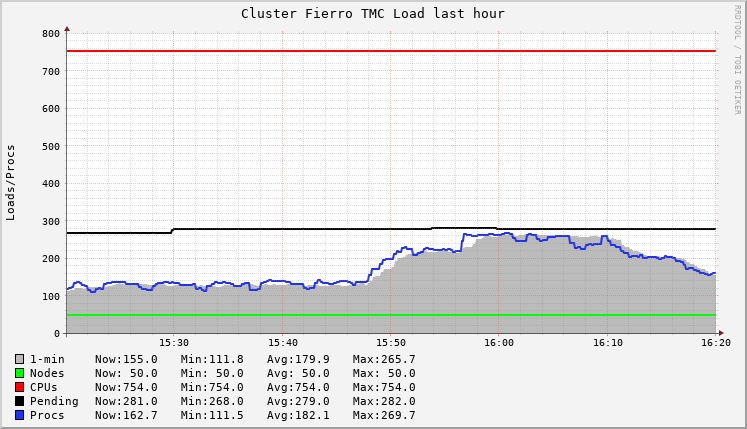 Cluster Fierro TMC Load last hour
RRDTOOL / TOBI OETIKER
Loads/Procs
800
700
600
500
400
300
200
100
0
15:30 15:40 15:50 16:00 16:10 16:20
1-min Now:155.0 Min:111.8 Avg:179.9 Max:265.7
Nodes Now: 50.0 Min: 50.0 Avg: 50.0 Max: 50.0
CPUs Now:754.0 Min:754.0 Avg:754.0 Max:754.0
Pending Now:281.0 Min:268.0 Avg:279.0 Max:282.0
Procs Now:162.7 Min:111.5 Avg:182.1 Max:269.7